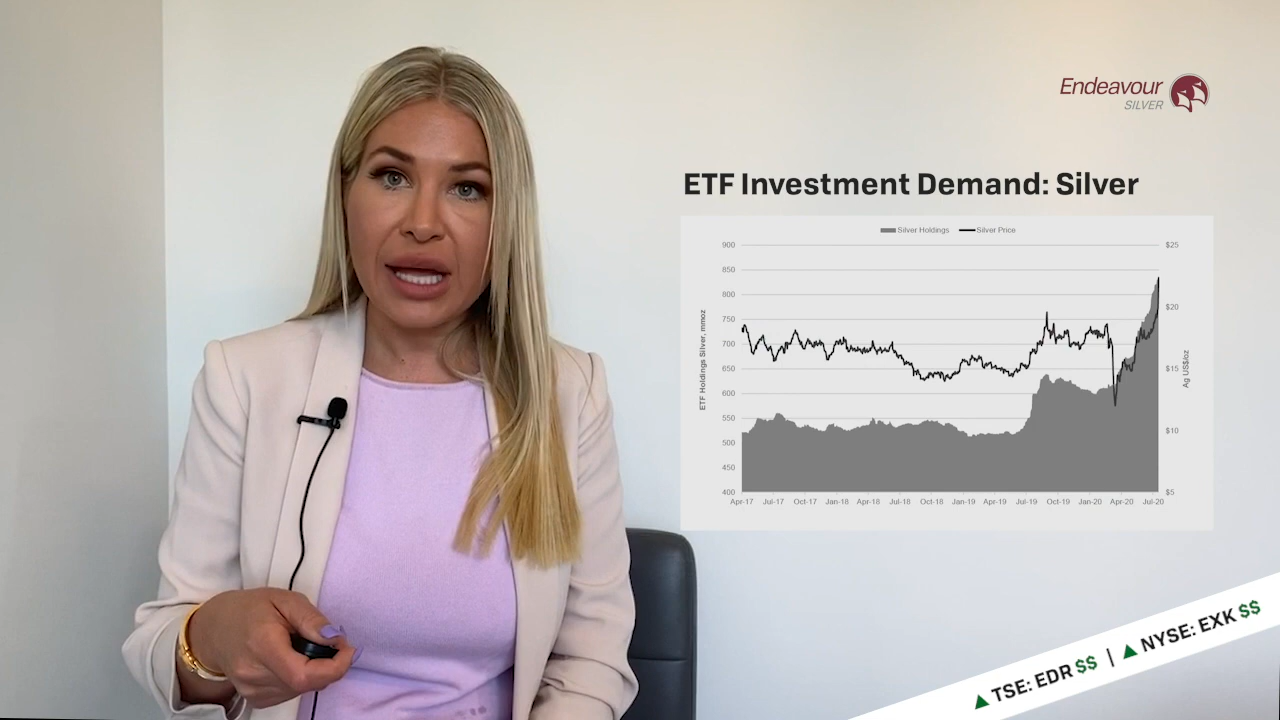 Endeavour
SILVER
ETF Investment Demand: Silver
Silver Holdings Silver Price
900
850
800
750
700
650
600
550
500
450
400
ETF Holdings Silver, mmoz
$25
$20
$15
$10
$5
Ag US$/oz
Apr-17 Jul-17 Oct-17 Jan-18 Apr-18 Jul-18 Oct-18 Jan-19 Apr-19 Jul-19 Oct-19 Jan-20 Apr-20 Jul-20
▲ TSE: EDR $$ | ▲ NYSE: EXK $$